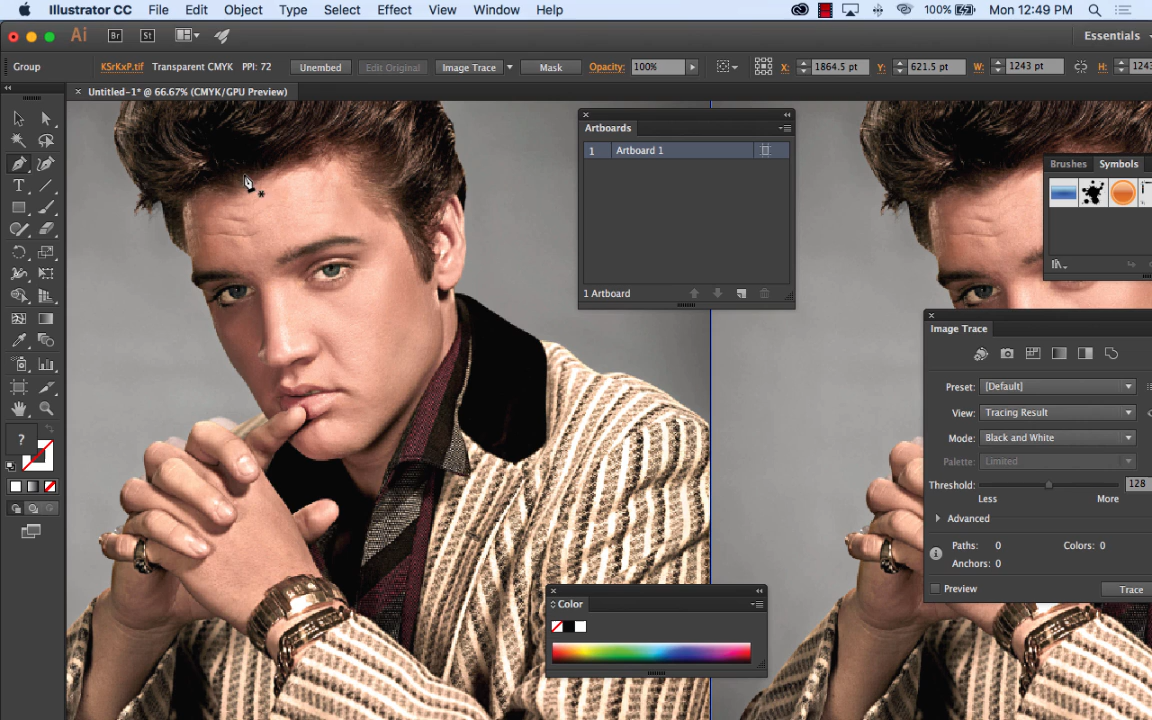 Illustrator CC File Edit Object Type Select Effect View Window Help 100% Mon 12:49 PM
Ai Br St Essentials
Group KSrKxP.tif Transparent CMYK PPI: 72 Unembed Edit Original Image Trace Mask Opacity: 100% X: 1864.5 pt Y: 621.5 pt W: 1243 pt H: 1243
Untitled-1* @ 66.67% (CMYK/GPU Preview)
Artboards
1 Artboard 1
1 Artboard
Brushes Symbols
Image Trace
Preset: [Default]
View: Tracing Result
Mode: Black and White
Palette: Limited
Threshold: 128
Less More
Advanced
Paths: 0 Colors: 0
Anchors: 0
Preview Trace
Color
T
?